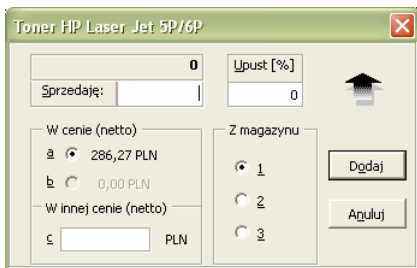 Toner HP Laser Jet 5P/6P
0
Upust [%]
Sprzedaję:
0
W cenie (netto)
Z magazynu
a 286,27 PLN
1
b 0,00 PLN
2
W innej cenie (netto)
c PLN
3
Dodaj
Anuluj